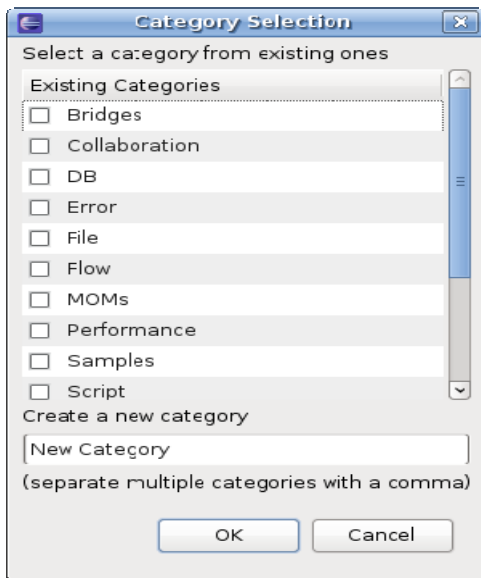 Category Selection
Select a category from existing ones
Existing Categories
Bridges
Collaboration
DB
Error
File
Flow
MOMs
Performance
Samples
Script
Create a new category
New Category
(separate multiple categories with a comma)
OK
Cancel